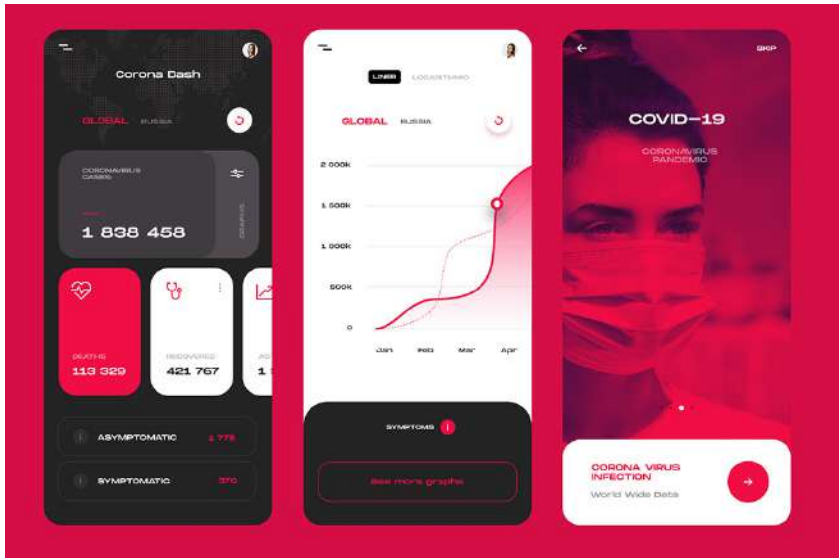 Corona Dash
GLOBAL RUSSIA
CORONAVIRUS
CASES
1 838 458
GRAPHS
DEATHS
113 329
RECOVERED
421 767
ASYMPTOMATIC
SYMPTOMATIC 370
LINER LOGARITHMIC
GLOBAL RUSSIA
2 000k
1 500k
1 000k
500k
0
Jan Feb Mar Apr
SYMPTOMS
See more graphs
SKIP
COVID-19
CORONAVIRUS
PANDEMIC
CORONA VIRUS
INFECTION
World Wide Data